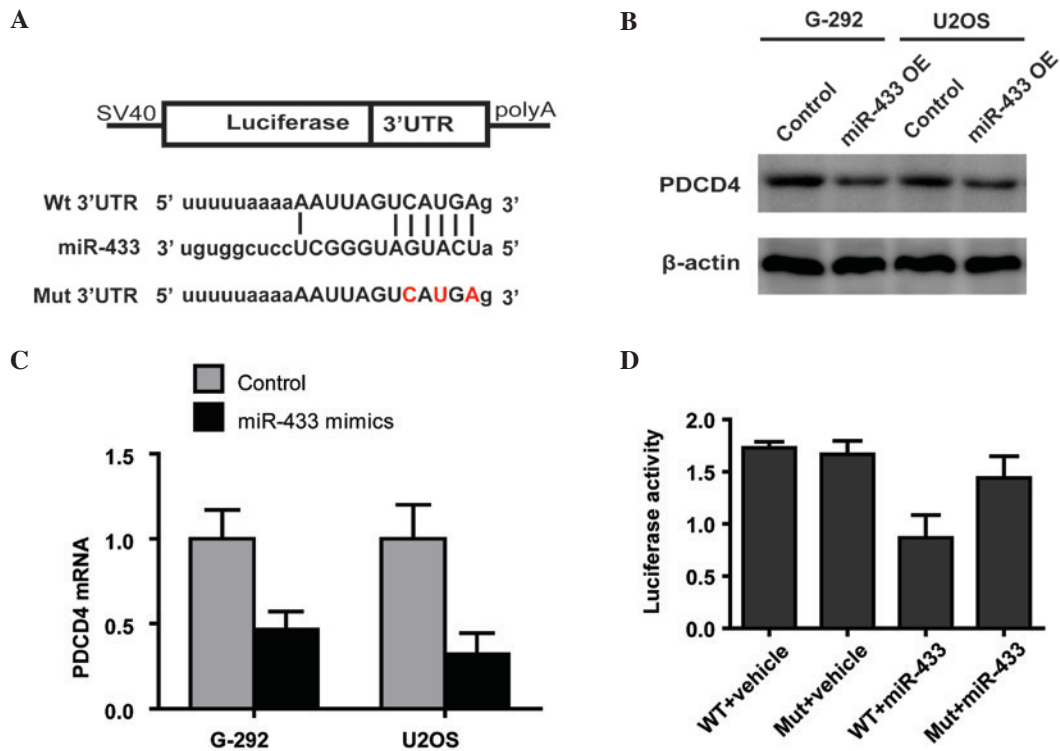 A
SV40 Luciferase 3'UTR polyA
Wt 3'UTR 5' uuuuuaaaaAAUUAGUCAUGAg 3'
miR-433 3' uguggcuccUCGGGUAGUACUa 5'
Mut 3'UTR 5' uuuuuaaaaAAUUAGUCAUGAg 3'
B
G-292 U2OS
Control miR-433 OE Control miR-433 OE
PDCD4
β-actin
C
Control
miR-433 mimics
PDCD4 mRNA
1.5
1.0
0.5
0.0
G-292 U2OS
D
Luciferase activity
2.0
1.5
1.0
0.5
0.0
WT+vehicle Mut+vehicle WT+miR-433 Mut+miR-433